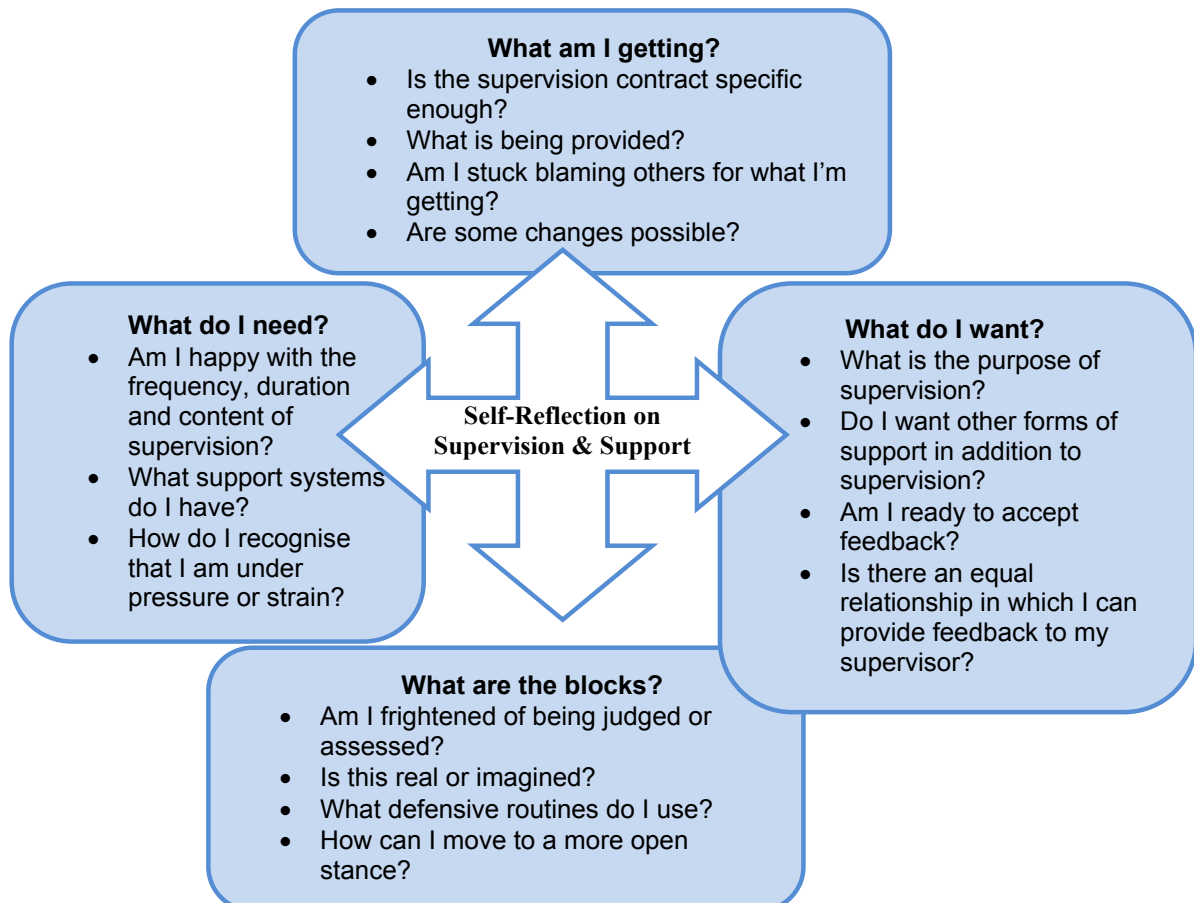 What am I getting?
• Is the supervision contract specific
enough?
• What is being provided?
• Am I stuck blaming others for what I'm
getting?
• Are some changes possible?
What do I need?
• Am I happy with the
frequency, duration
and content of
supervision?
• What support systems
do I have?
• How do I recognise
that I am under
pressure or strain?
Self-Reflection on
Supervision & Support
What do I want?
• What is the purpose of
supervision?
• Do I want other forms of
support in addition to
supervision?
• Am I ready to accept
feedback?
• Is there an equal
relationship in which I can
provide feedback to my
supervisor?
What are the blocks?
• Am I frightened of being judged or
assessed?
• Is this real or imagined?
• What defensive routines do I use?
• How can I move to a more open
stance?